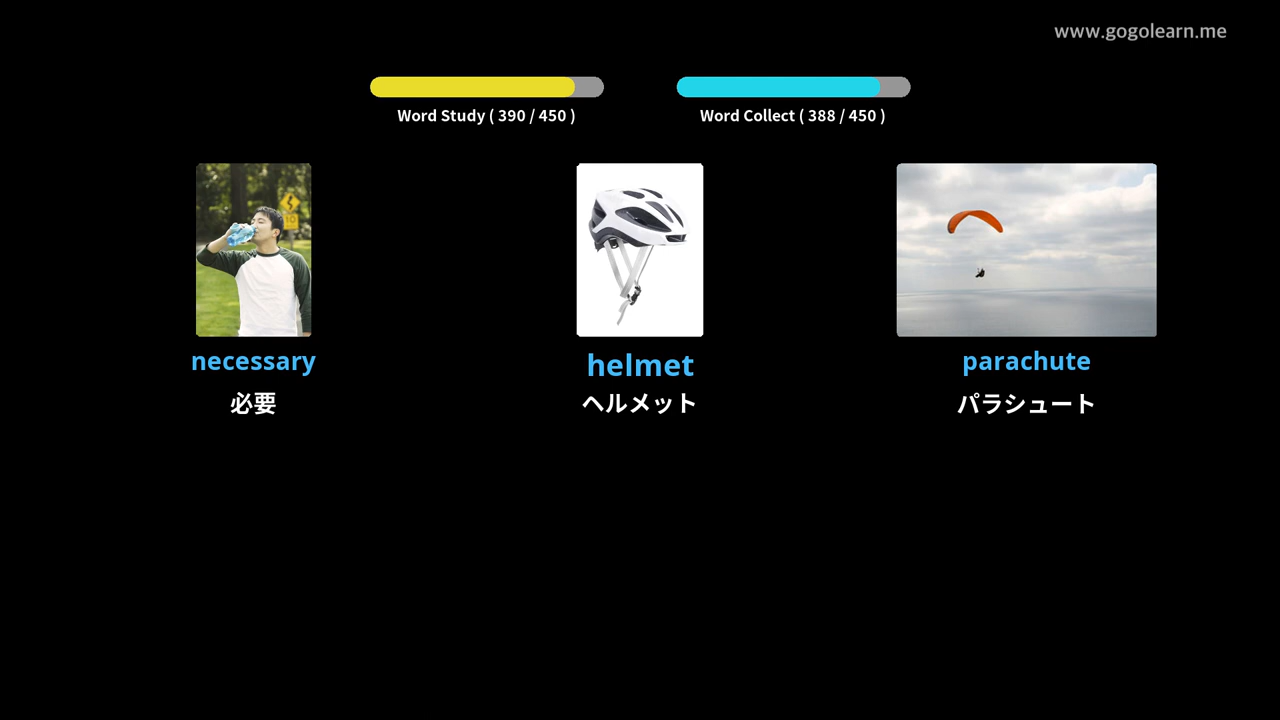 www.gogolearn.me
Word Study ( 390 / 450 )
Word Collect ( 388 / 450 )
necessary
helmet
parachute
必要
ヘルメット
パラシュート